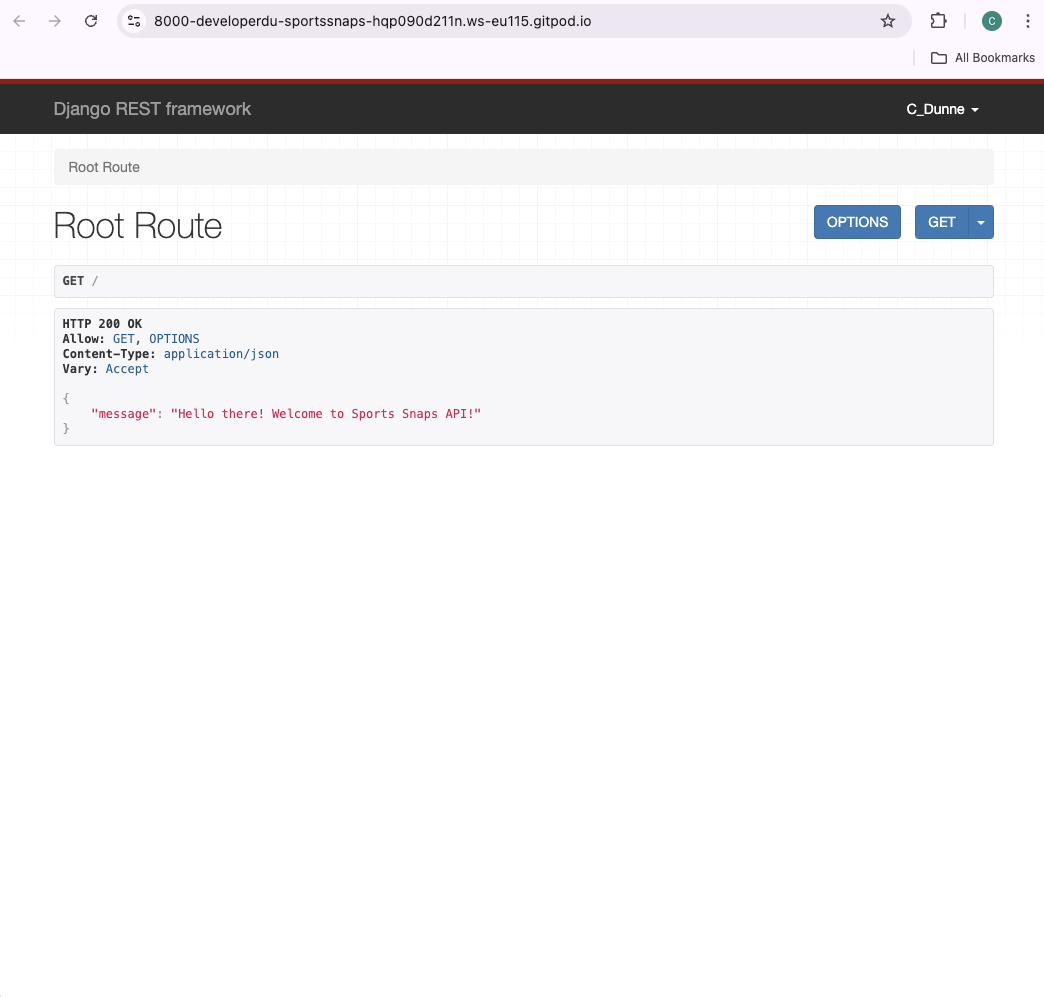 8000-developerdu-sportssnaps-hqp090d211n.ws-eu115.gitpod.io
C
All Bookmarks
Django REST framework
C_Dunne
Root Route
Root Route
OPTIONS
GET
GET /
HTTP 200 OK
Allow: GET, OPTIONS
Content-Type: application/json
Vary: Accept
{
    "message": "Hello there! Welcome to Sports Snaps API!"
}